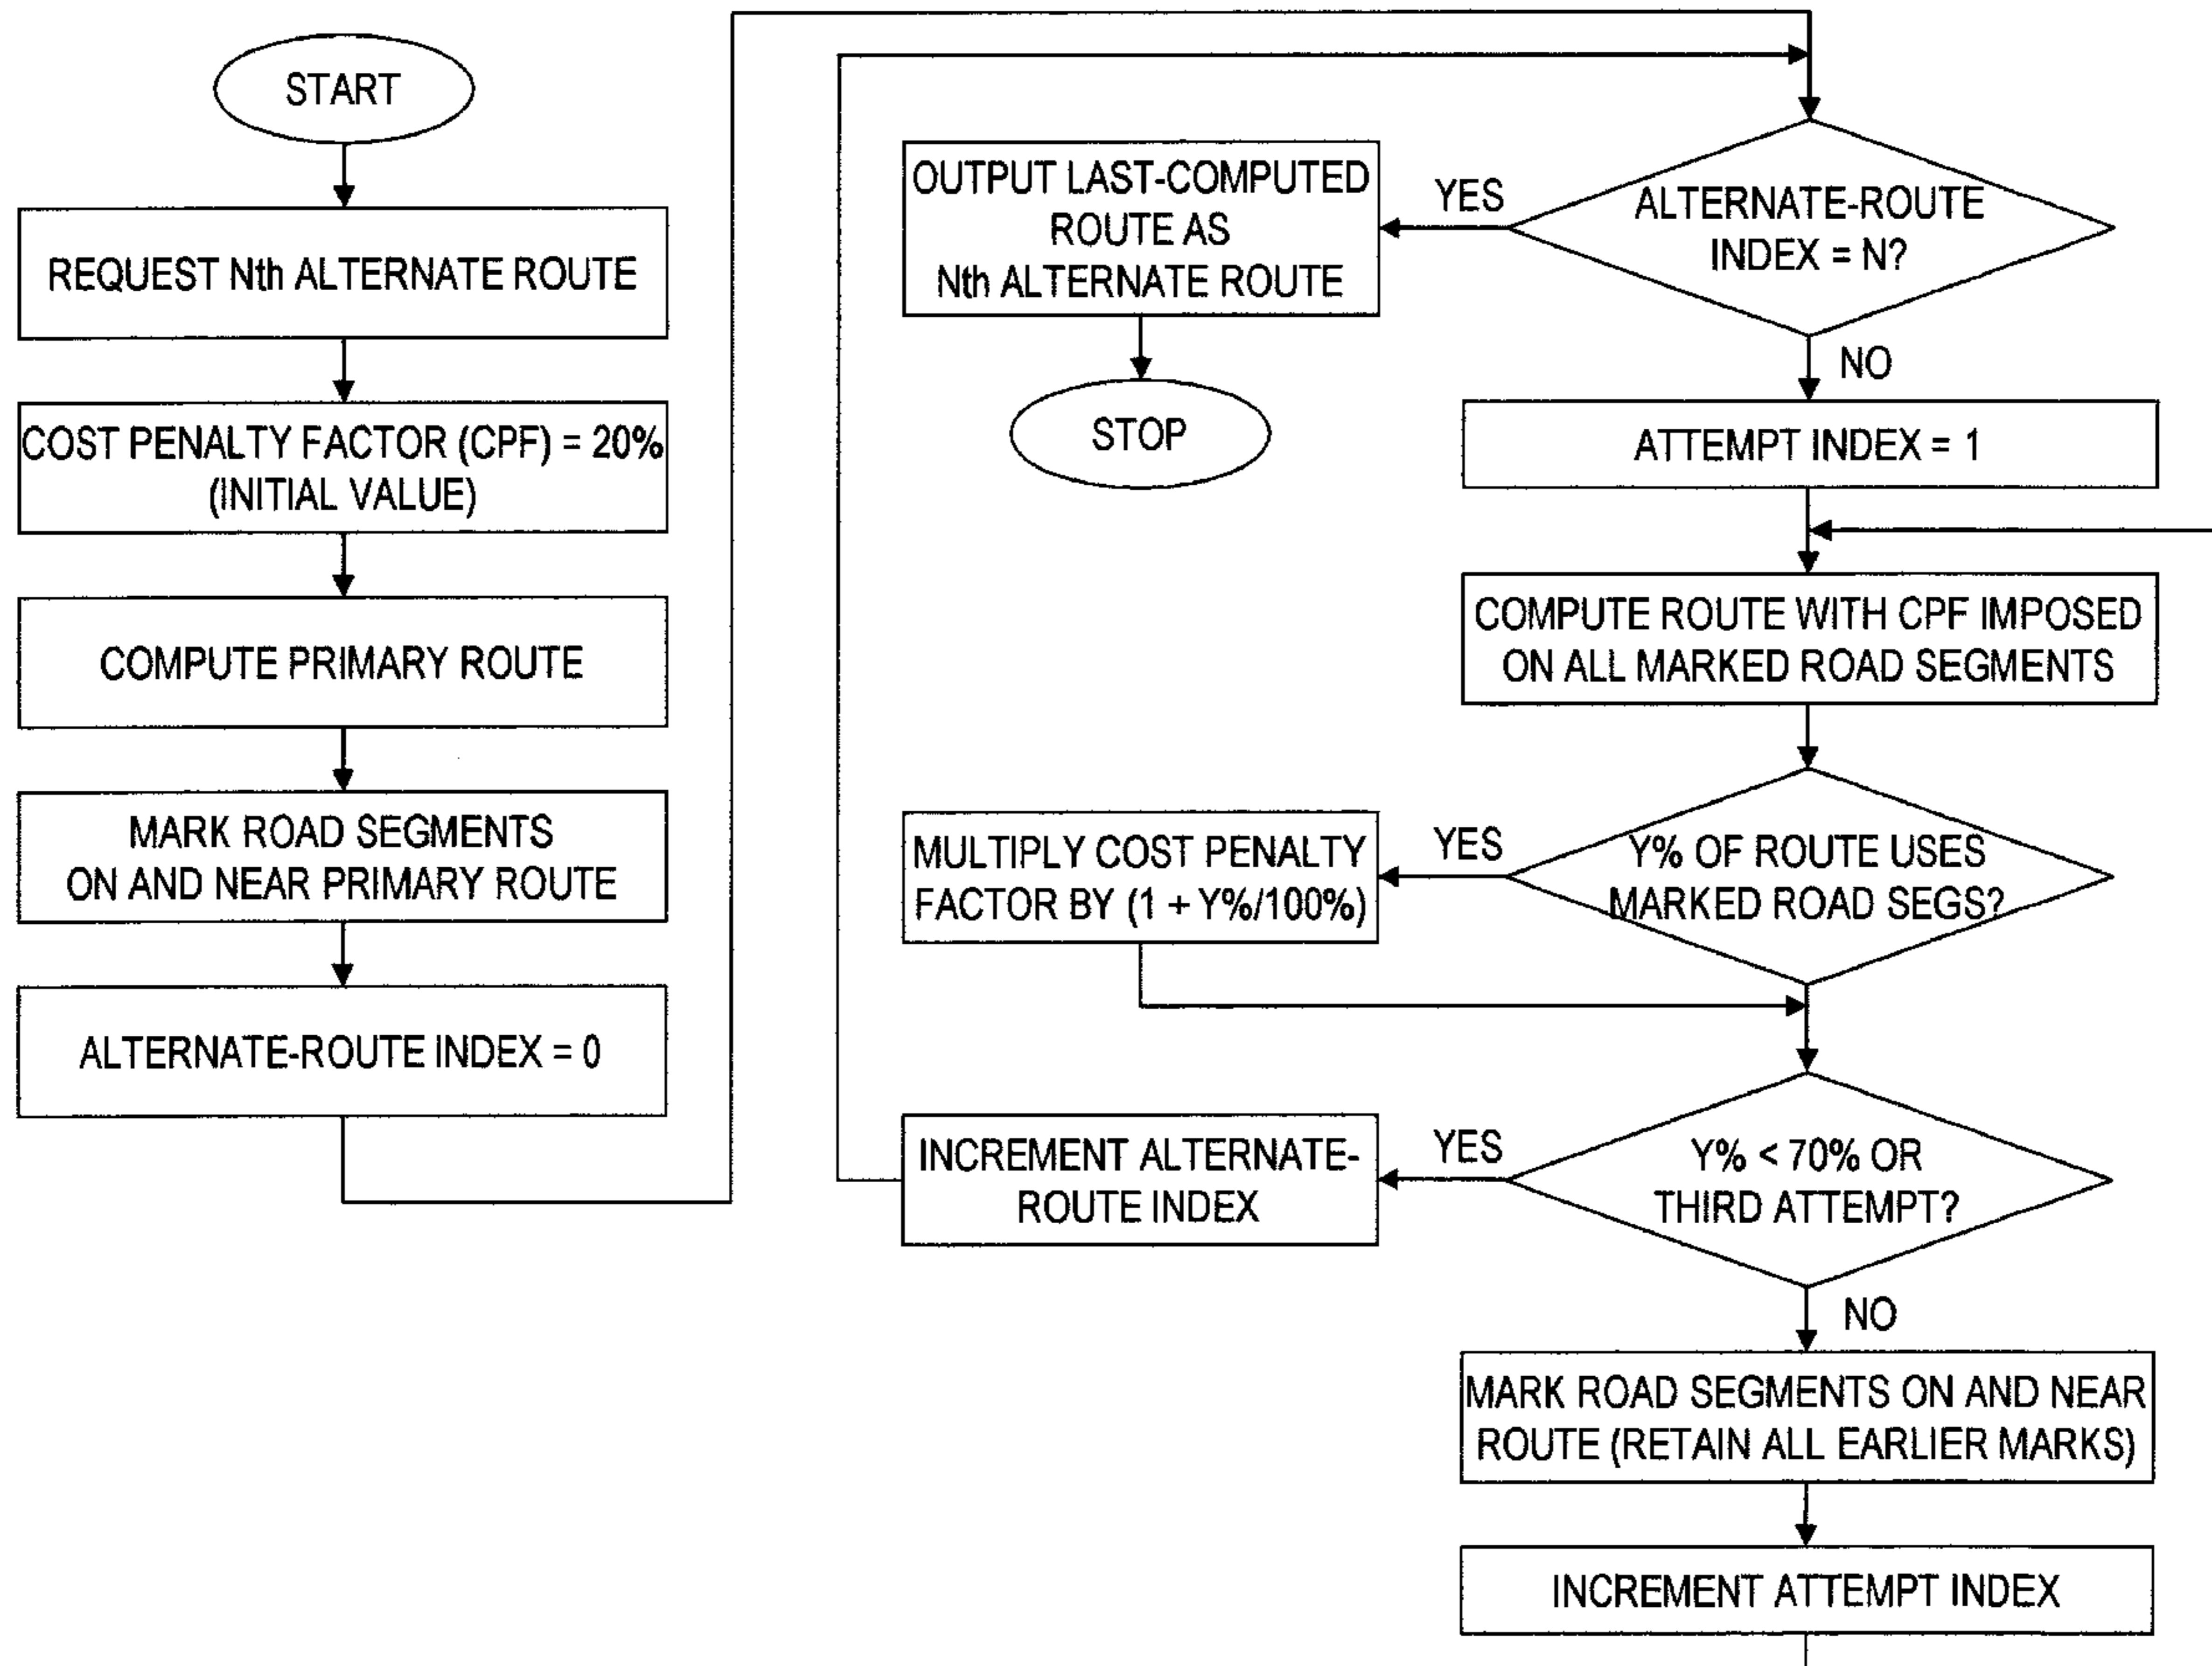 START
REQUEST Nth ALTERNATE ROUTE
COST PENALTY FACTOR (CPF) = 20%
(INITIAL VALUE)
COMPUTE PRIMARY ROUTE
MARK ROAD SEGMENTS
ON AND NEAR PRIMARY ROUTE
ALTERNATE-ROUTE INDEX = 0
ALTERNATE-ROUTE
INDEX = N?
YES
OUTPUT LAST-COMPUTED
ROUTE AS
Nth ALTERNATE ROUTE
STOP
NO
ATTEMPT INDEX = 1
COMPUTE ROUTE WITH CPF IMPOSED
ON ALL MARKED ROAD SEGMENTS
Y% OF ROUTE USES
MARKED ROAD SEGS?
YES
MULTIPLY COST PENALTY
FACTOR BY (1 + Y%/100%)
Y% < 70% OR
THIRD ATTEMPT?
YES
INCREMENT ALTERNATE-
ROUTE INDEX
NO
MARK ROAD SEGMENTS ON AND NEAR
ROUTE (RETAIN ALL EARLIER MARKS)
INCREMENT ATTEMPT INDEX